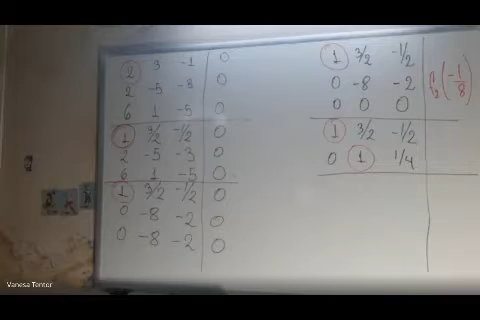 2 3 -1 0
2 -5 -3 0
6 1 -5 0
1 3/2 -1/2 0
2 -5 -3 0
6 1 -5 0
1 3/2 -1/2 0
0 -8 -2 0
0 -8 -2 0
1 3/2 -1/2
0 -8 -2 f₂(-1/8)
0 0 0
1 3/2 -1/2
0 1 1/4
Vanesa Tentor